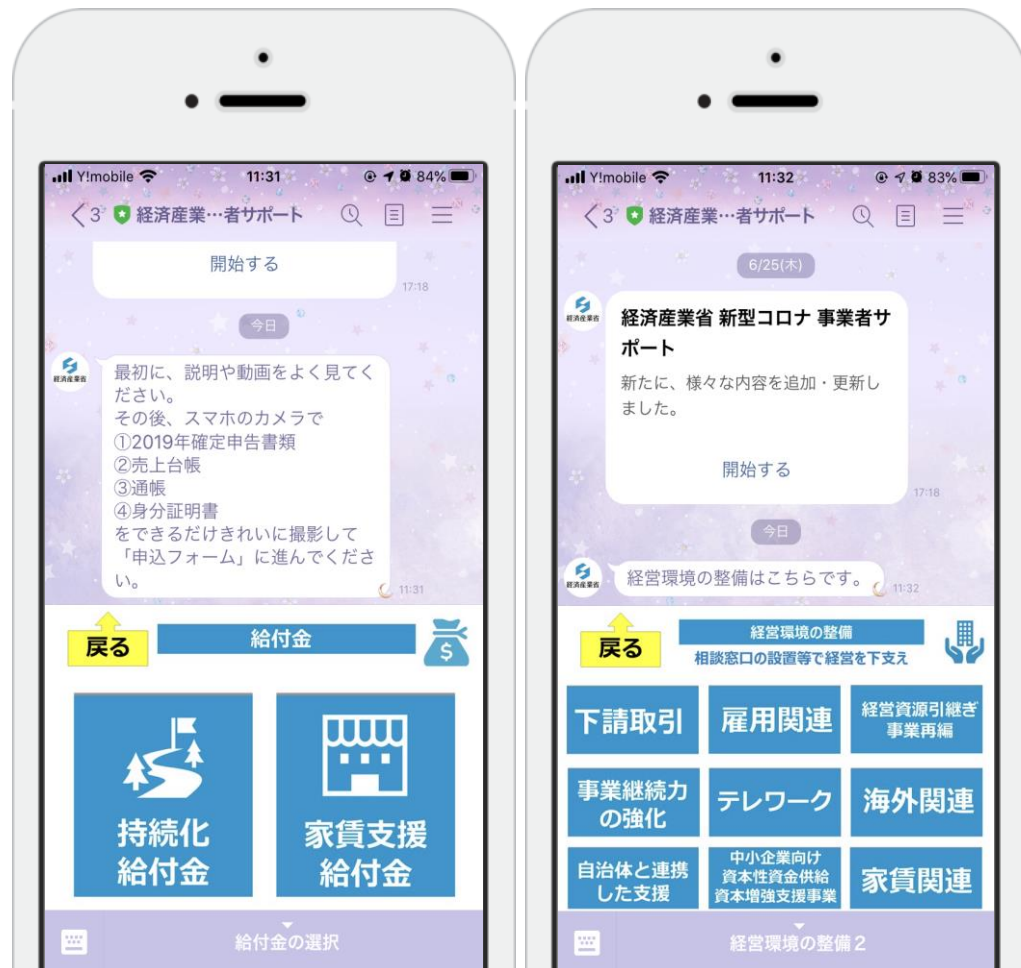 Y!mobile 11:31 84%
3 経済産業…者サポート
開始する
17:18
今日
経済産業省
最初に、説明や動画をよく見てく
ださい。
その後、スマホのカメラで
①2019年確定申告書類
②売上台帳
③通帳
④身分証明書
をできるだけきれいに撮影して
「申込フォーム」に進んでくださ
い。
11:31
戻る
給付金
$
持続化
給付金
家賃支援
給付金
給付金の選択
Y!mobile 11:32 83%
3 経済産業…者サポート
6/25(木)
経済産業省
経済産業省 新型コロナ 事業者サ
ポート
新たに、様々な内容を追加・更新し
ました。
開始する
17:18
今日
経済産業省
経営環境の整備はこちらです。
11:32
戻る
経営環境の整備
相談窓口の設置等で経営を下支え
下請取引
雇用関連
経営資源引継ぎ
事業再編
事業継続力
の強化
テレワーク
海外関連
自治体と連携
した支援
中小企業向け
資本性資金供給
資本増強支援事業
家賃関連
経営環境の整備2